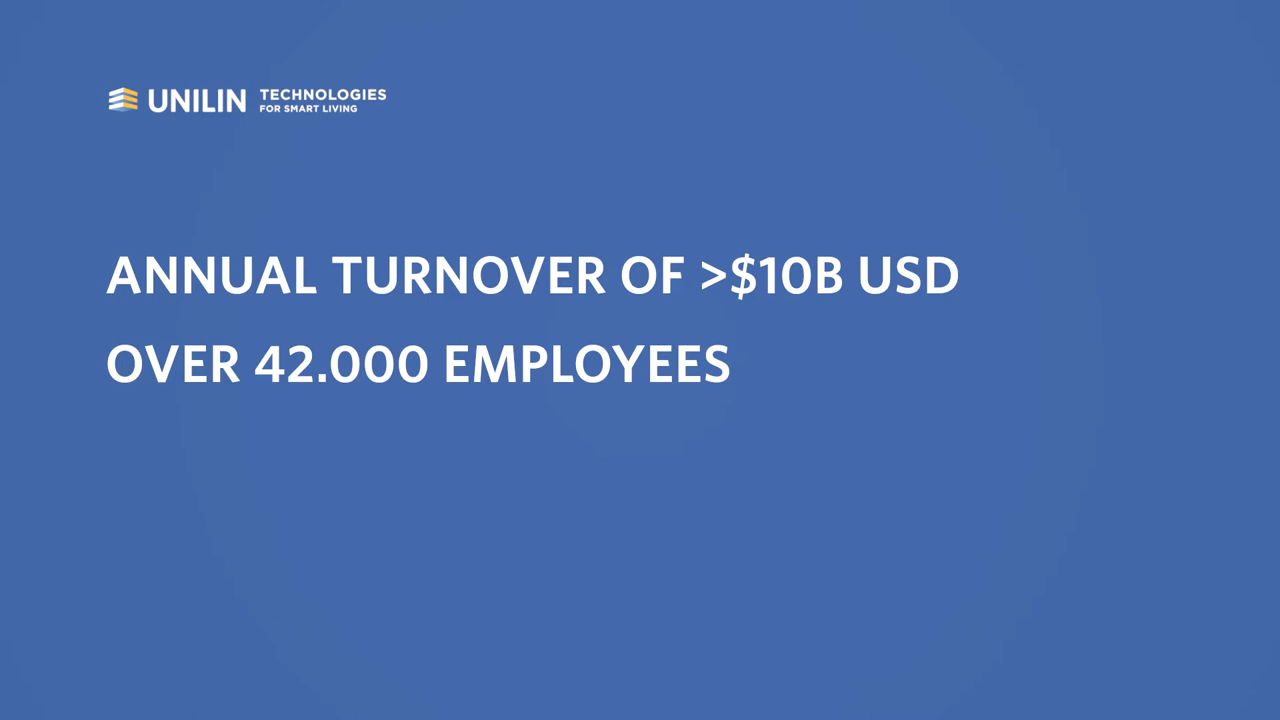 UNILIN TECHNOLOGIES
FOR SMART LIVING
ANNUAL TURNOVER OF >$10B USD
OVER 42.000 EMPLOYEES